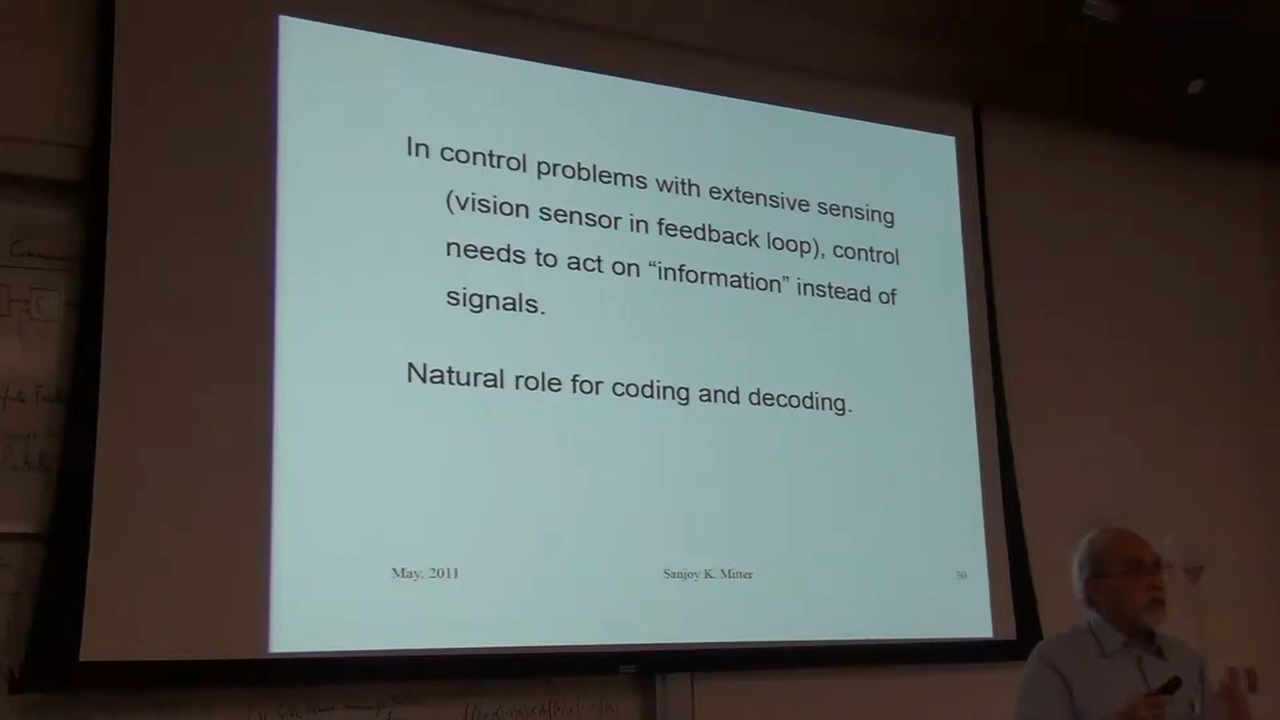 In control problems with extensive sensing
(vision sensor in feedback loop), control
needs to act on “information” instead of
signals.
Natural role for coding and decoding.
May, 2011
Sanjoy K. Mitter
30